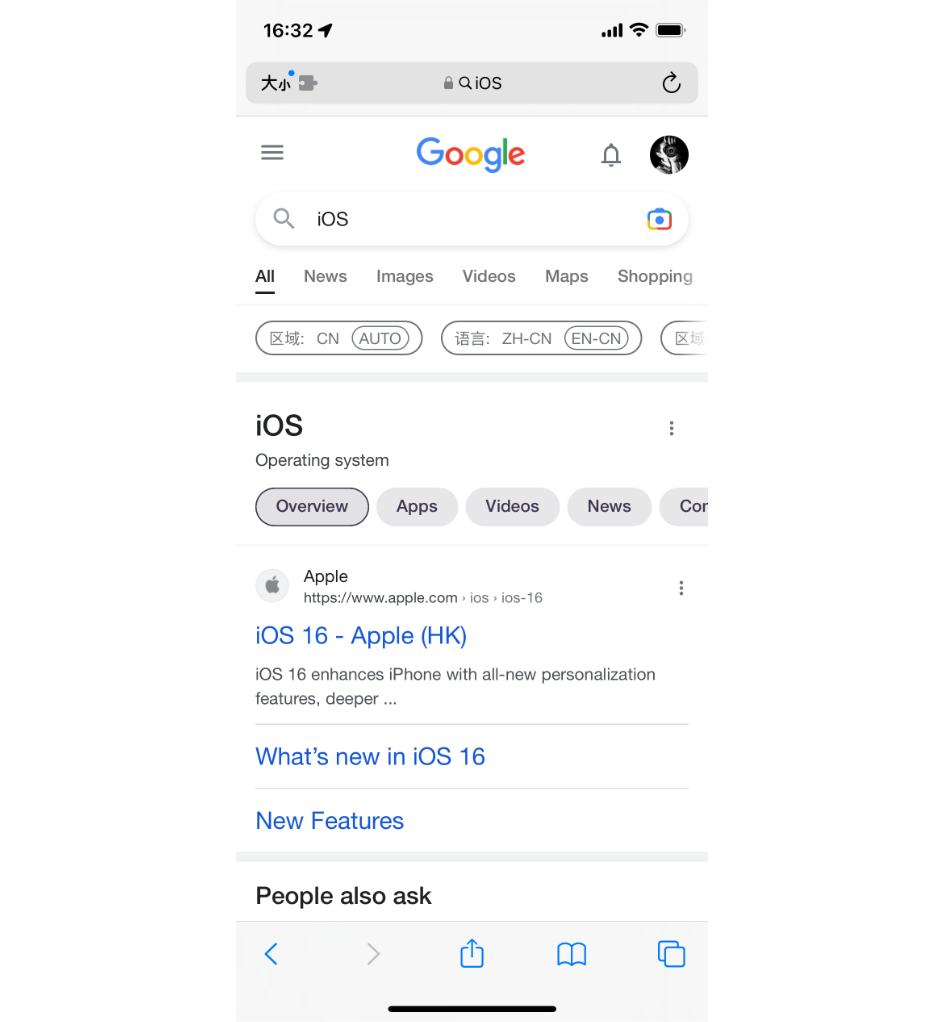 16:32
大小 iOS
Google
iOS
All News Images Videos Maps Shopping
区域: CN AUTO 语言: ZH-CN EN-CN 区域
iOS
Operating system
Overview Apps Videos News Cor
Apple
https://www.apple.com › ios › ios-16
iOS 16 - Apple (HK)
iOS 16 enhances iPhone with all-new personalization
features, deeper ...
What’s new in iOS 16
New Features
People also ask